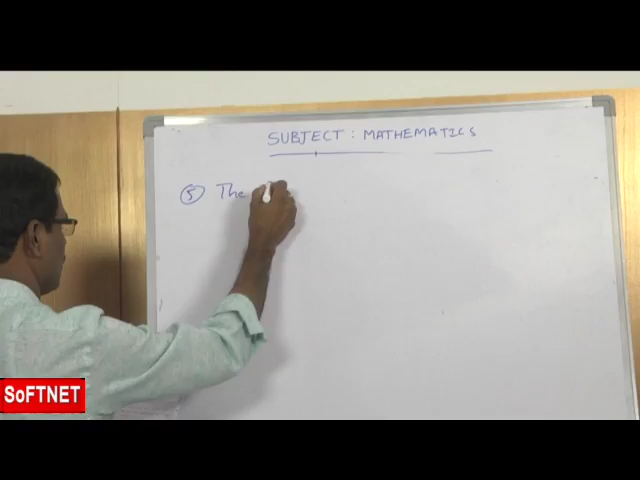 SUBJECT : MATHEMATICS
⑤ The
SoFTNET